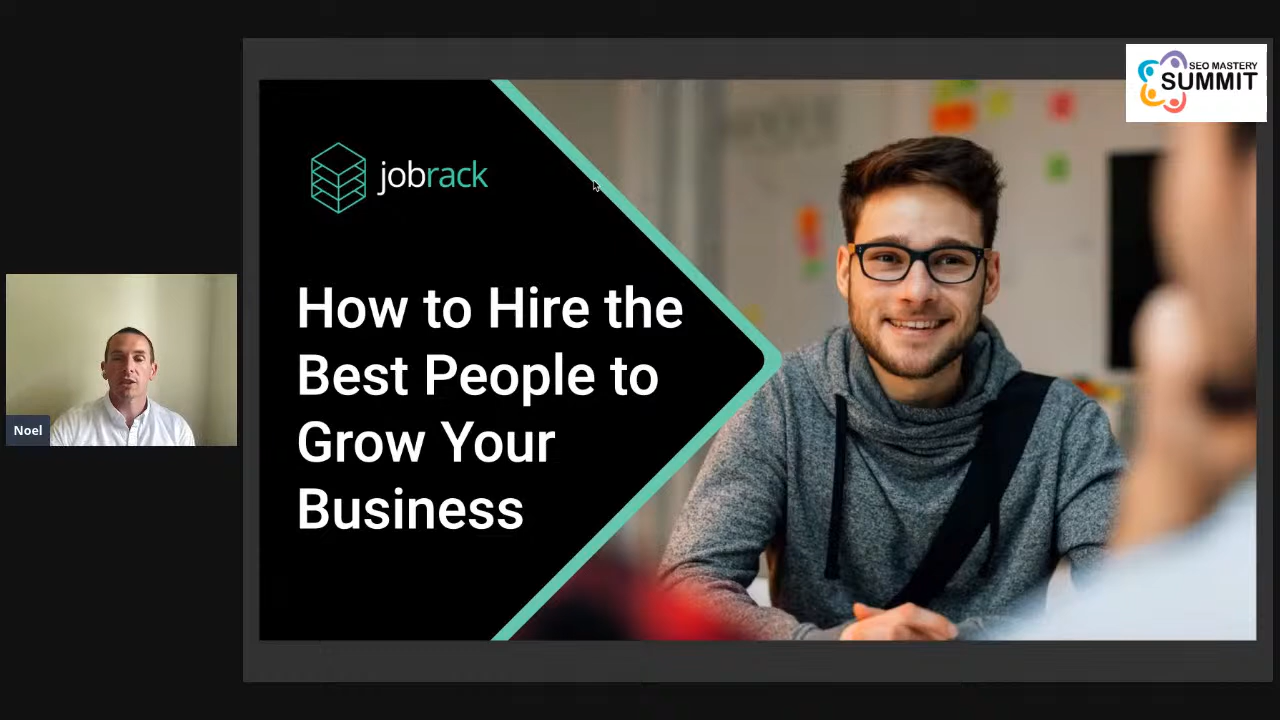 SEO MASTERY
SUMMIT
jobrack
How to Hire the
Best People to
Grow Your
Business
Noel